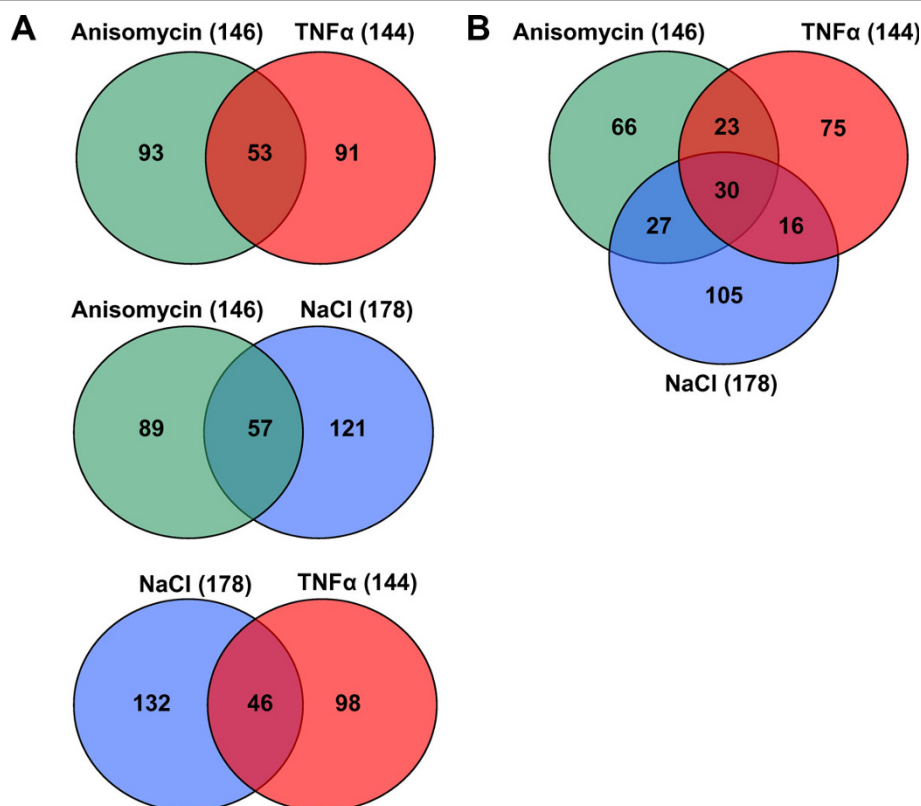 A
Anisomycin (146) TNFα (144)
93 53 91
Anisomycin (146) NaCl (178)
89 57 121
NaCl (178) TNFα (144)
132 46 98
B
Anisomycin (146) TNFα (144)
66 23 75
30
27 16
105
NaCl (178)